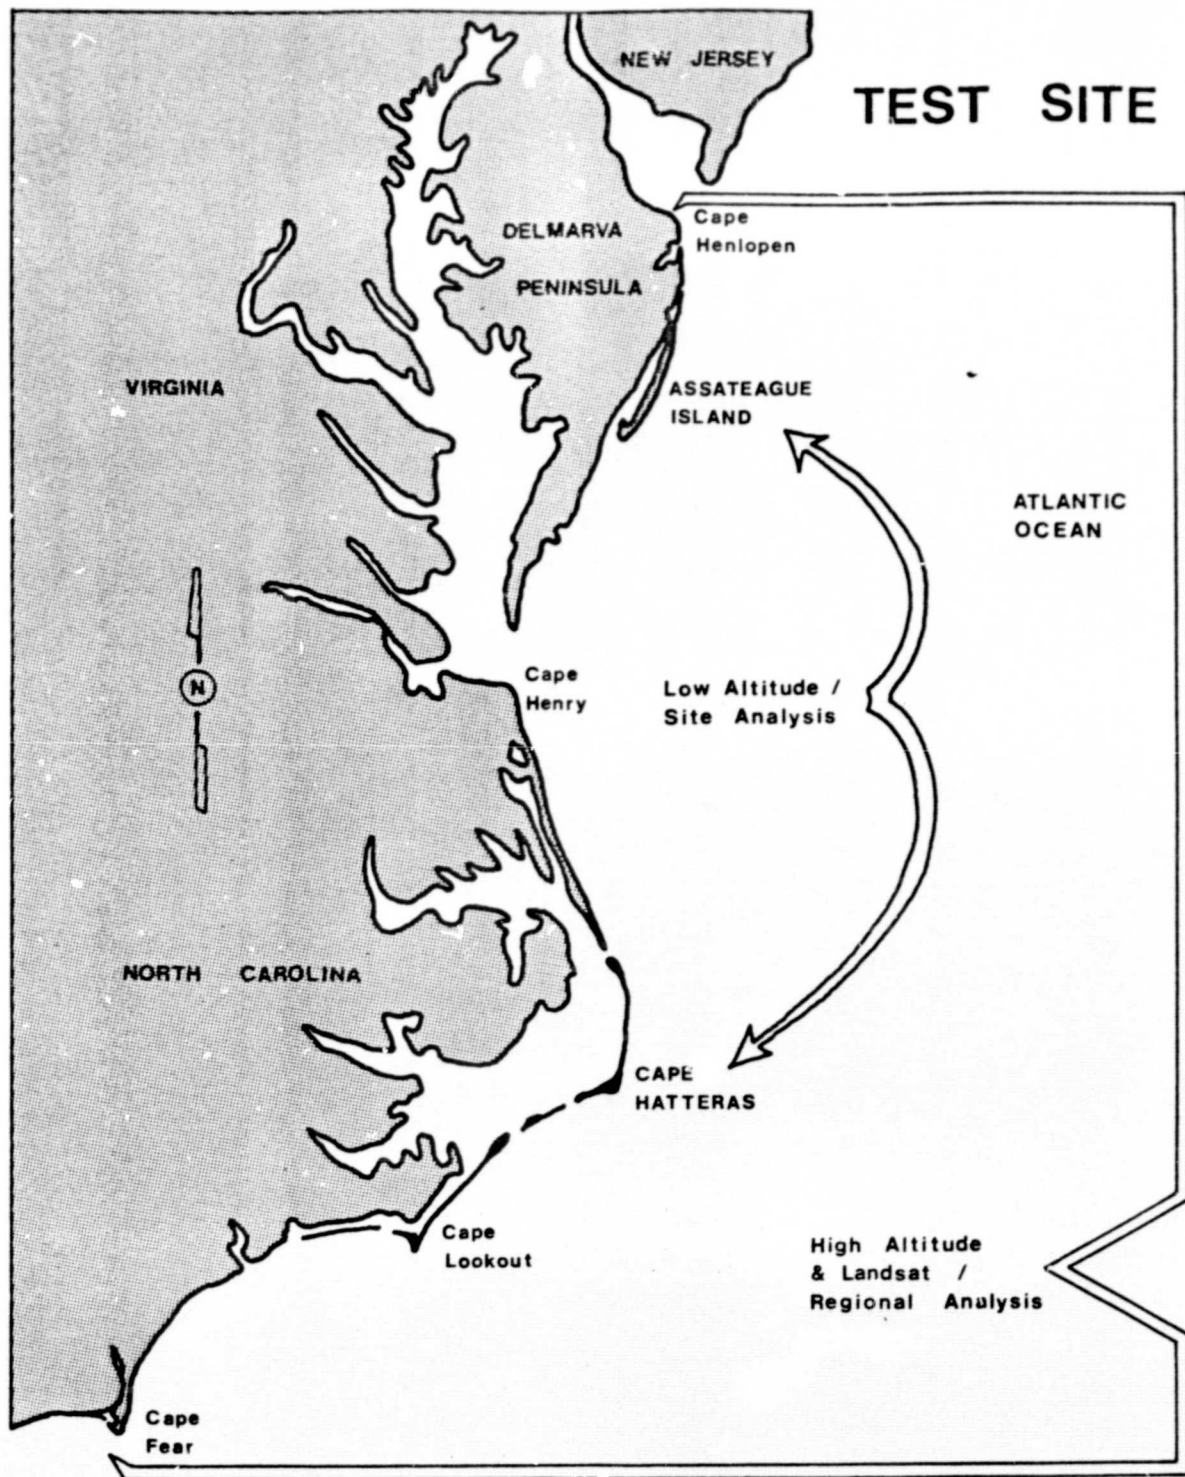 NEW JERSEY
TEST SITE
Cape
Henlopen
DELMARVA
PENINSULA
VIRGINIA
ASSATEAGUE
ISLAND
ATLANTIC
OCEAN
N
Cape
Henry
Low Altitude /
Site Analysis
NORTH CAROLINA
CAPE
HATTERAS
Cape
Lookout
High Altitude
& Landsat /
Regional Analysis
Cape
Fear